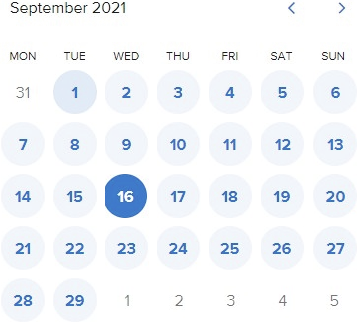 September 2021
MON TUE WED THU FRI SAT SUN
31 1 2 3 4 5 6
7 8 9 10 11 12 13
14 15 16 17 18 19 20
21 22 23 24 25 26 27
28 29 1 2 3 4 5